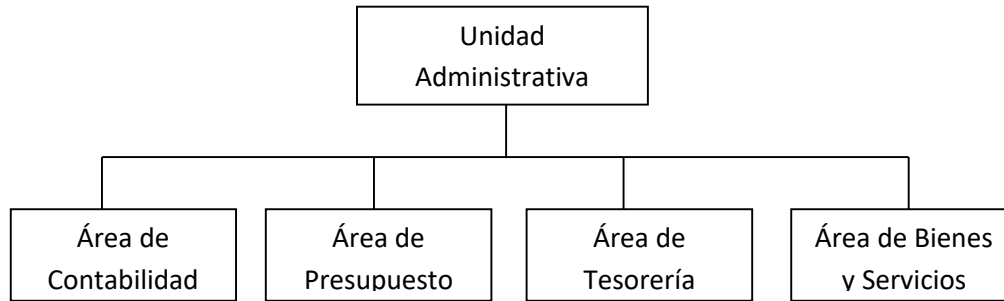 Unidad
Administrativa
Área de
Contabilidad
Área de
Presupuesto
Área de
Tesorería
Área de Bienes
y Servicios